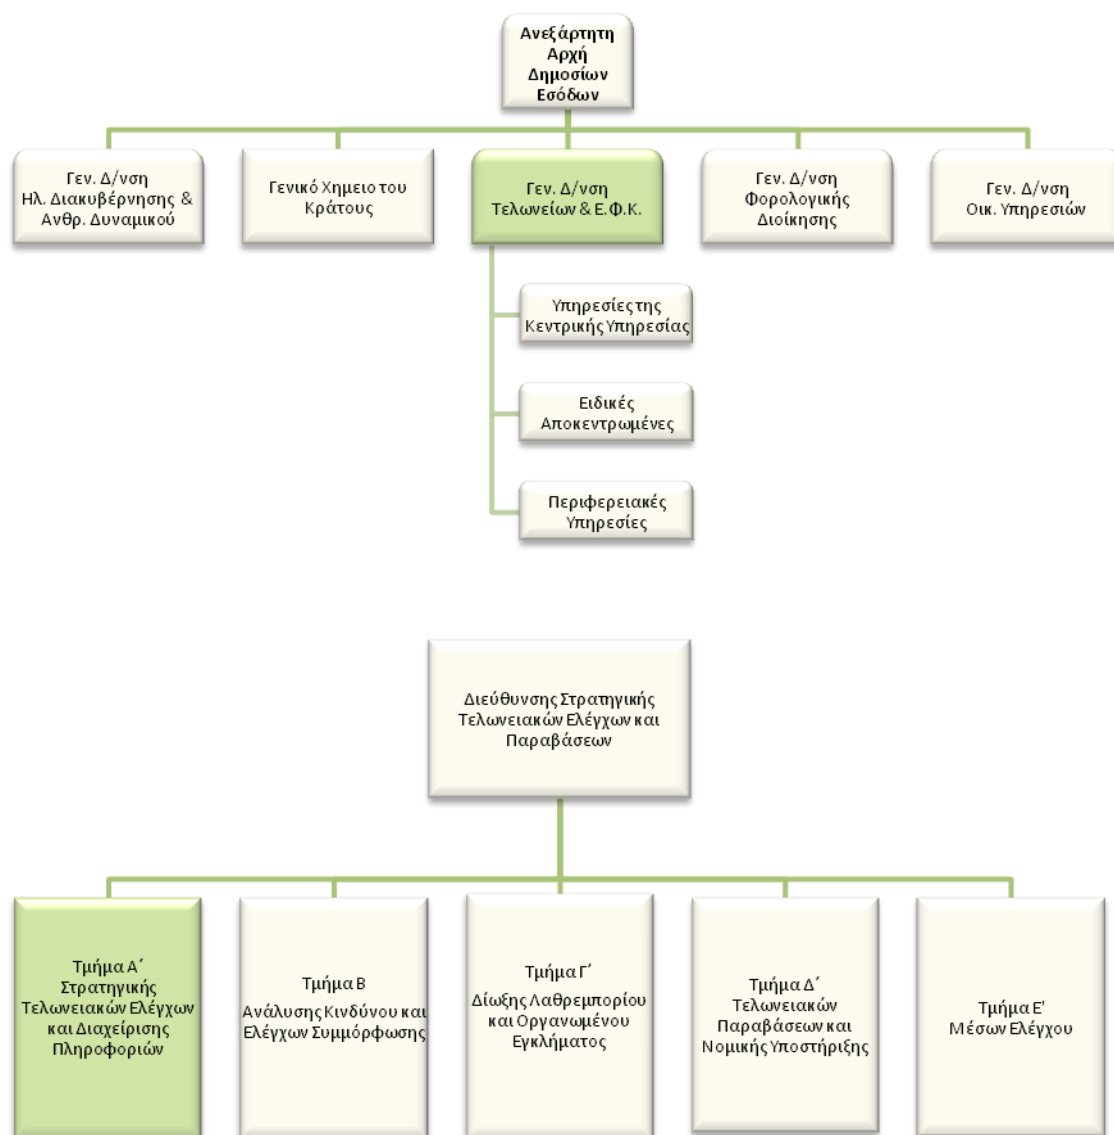 Ανεξάρτητη
Αρχή
Δημοσίων
Εσόδων
Γεν. Δ/νση
Ηλ. Διακυβέρνησης &
Ανθρ. Δυναμικού
Γενικό Χημειο του
Κράτους
Γεν. Δ/νση
Τελωνείων & Ε.Φ.Κ.
Γεν. Δ/νση
Φορολογικής
Διοίκησης
Γεν. Δ/νση
Οικ. Υπηρεσιών
Υπηρεσίες της
Κεντρικής Υπηρεσίας
Ειδικές
Αποκεντρωμένες
Περιφερειακές
Υπηρεσίες
Διεύθυνσης Στρατηγικής
Τελωνειακών Ελέγχων και
Παραβάσεων
Τμήμα Α΄
Στρατηγικής
Τελωνειακών Ελέγχων
και Διαχείρισης
Πληροφοριών
Τμήμα Β
Ανάλυσης Κινδύνου και
Ελέγχων Συμμόρφωσης
Τμήμα Γ΄
Δίωξης Λαθρεμπορίου
και Οργανωμένου
Εγκλήματος
Τμήμα Δ΄
Τελωνειακών
Παραβάσεων και
Νομικής Υποστήριξης
Τμήμα Ε'
Μέσων Ελέγχου